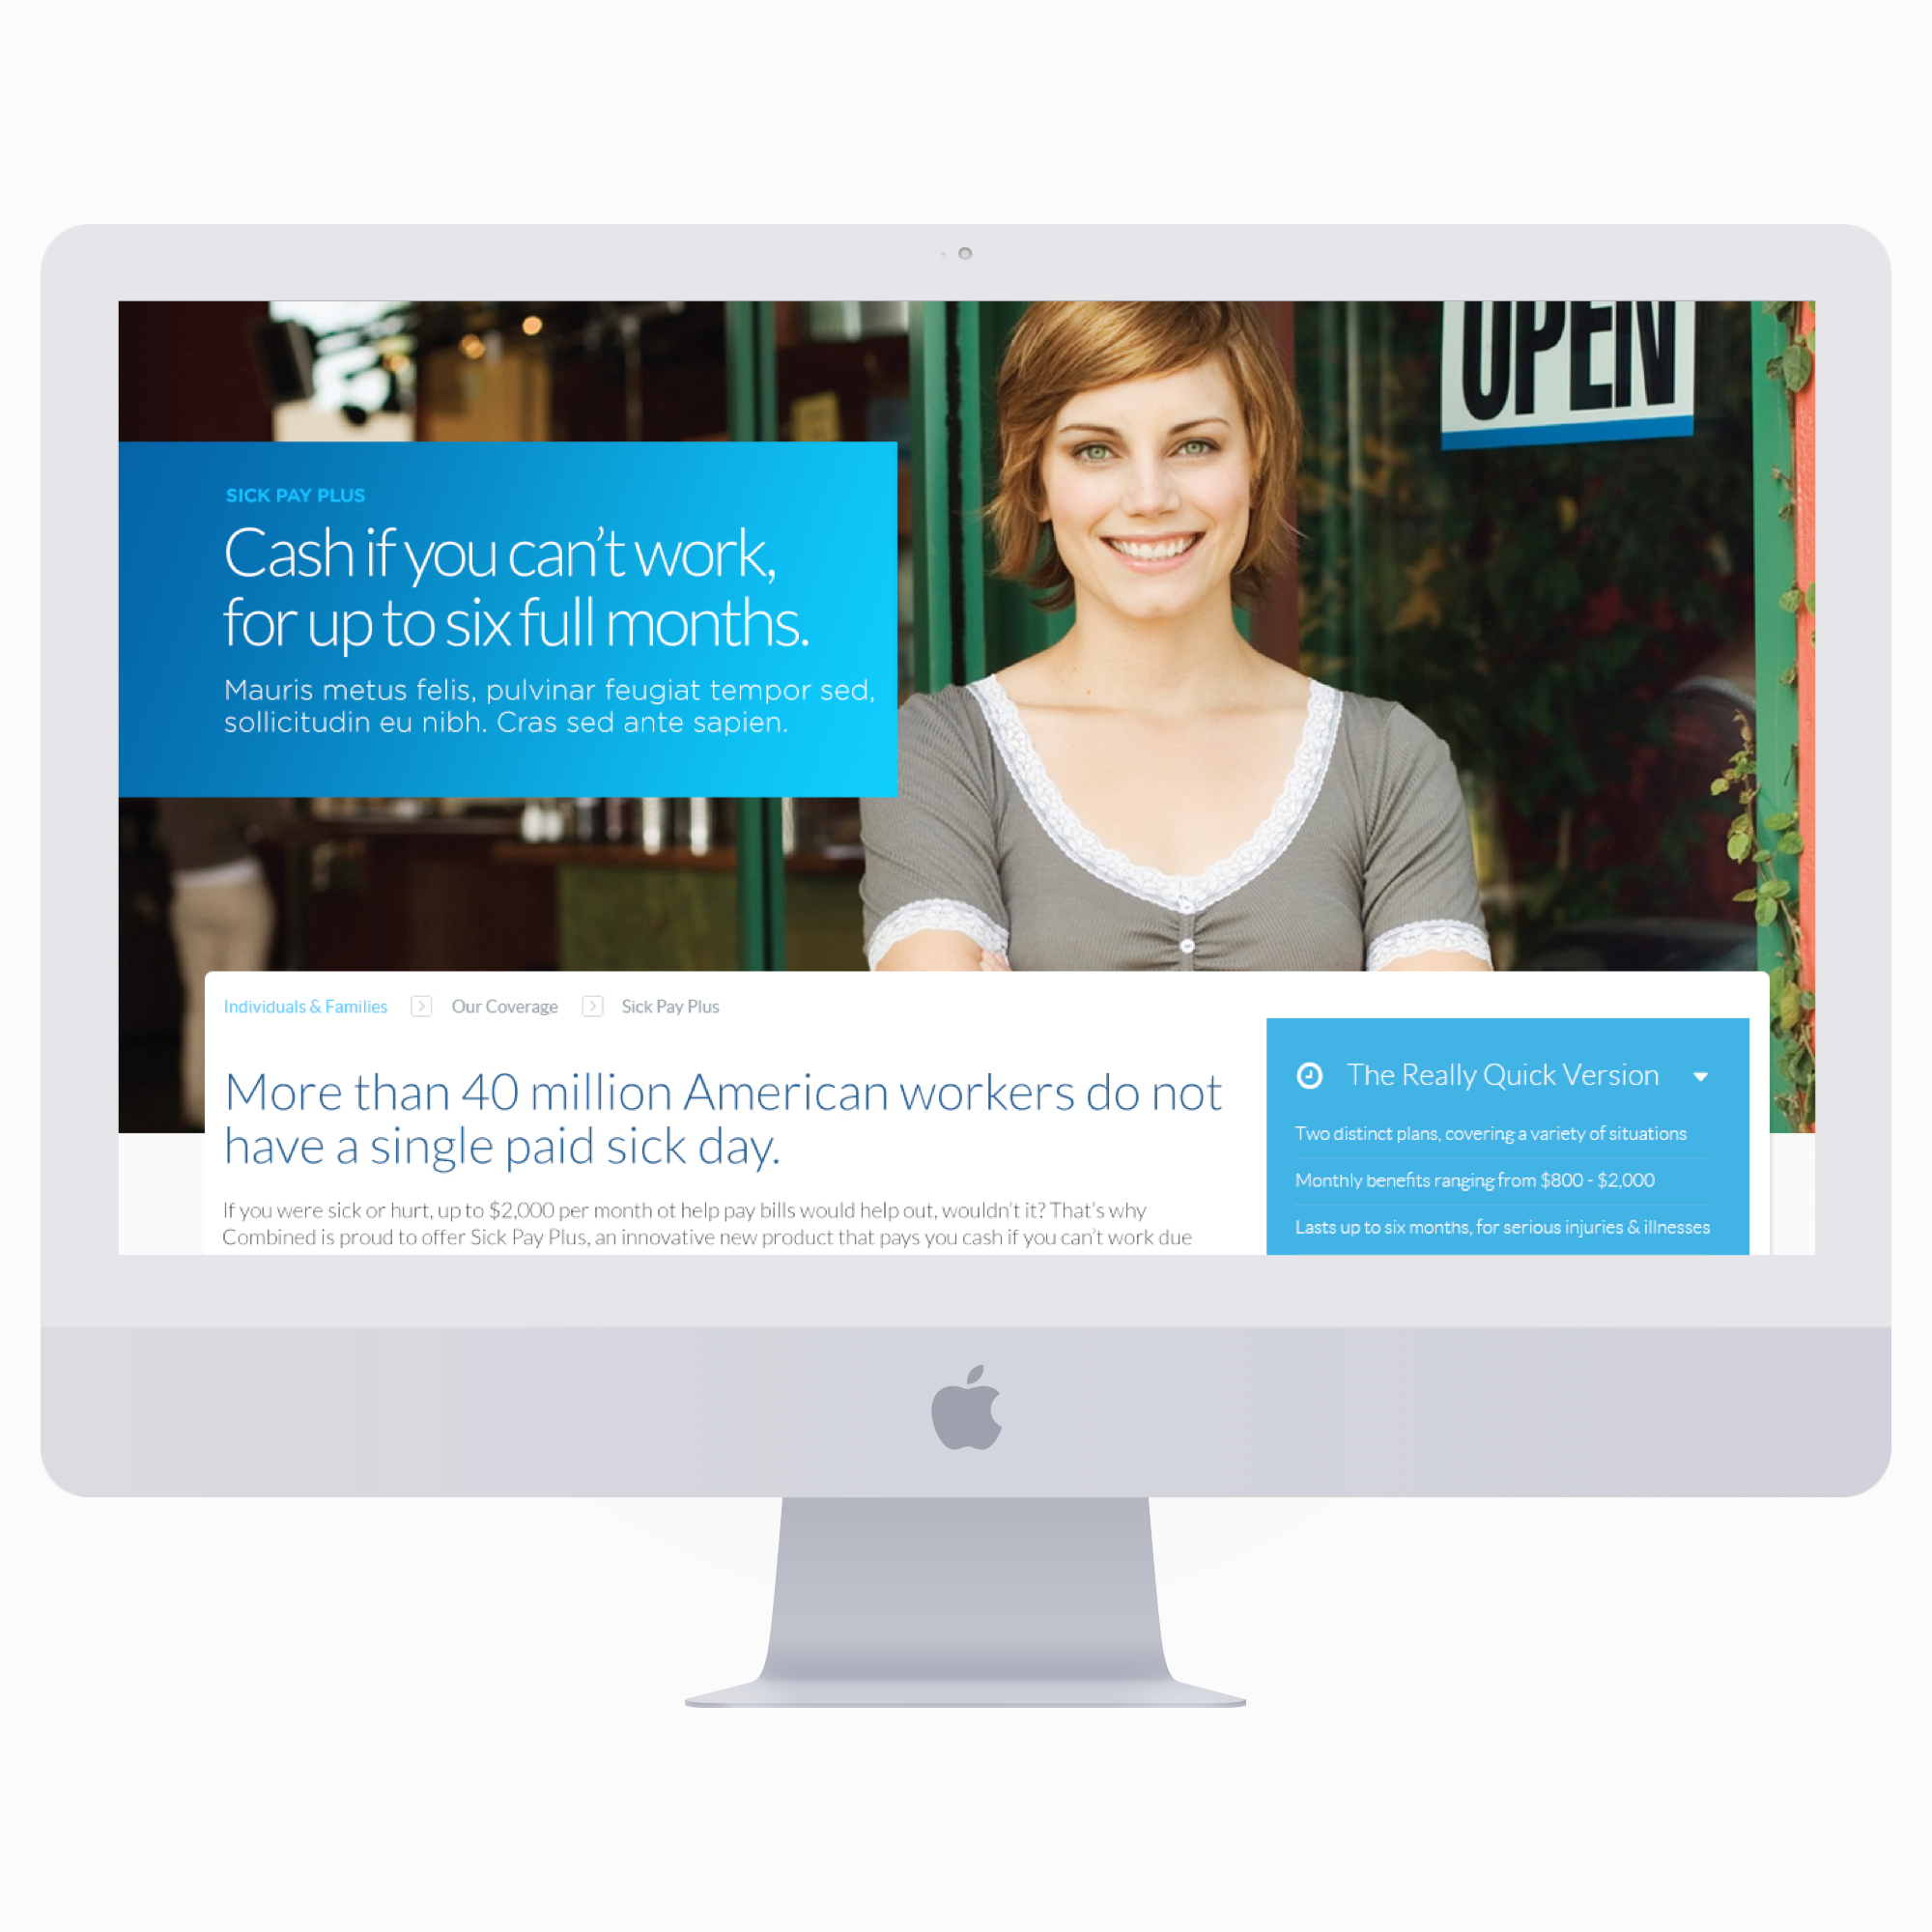 OPEN
SICK PAY PLUS
Cash if you can't work,
for up to six full months.
Mauris metus felis, pulvinar feugiat tempor sed,
sollicitudin eu nibh. Cras sed ante sapien.
Individuals & Families > Our Coverage > Sick Pay Plus
More than 40 million American workers do not
have a single paid sick day.
If you were sick or hurt, up to $2,000 per month ot help pay bills would help out, wouldn't it? That's why
Combined is proud to offer Sick Pay Plus, an innovative new product that pays you cash if you can't work due
The Really Quick Version
Two distinct plans, covering a variety of situations
Monthly benefits ranging from $800 - $2,000
Lasts up to six months, for serious injuries & illnesses